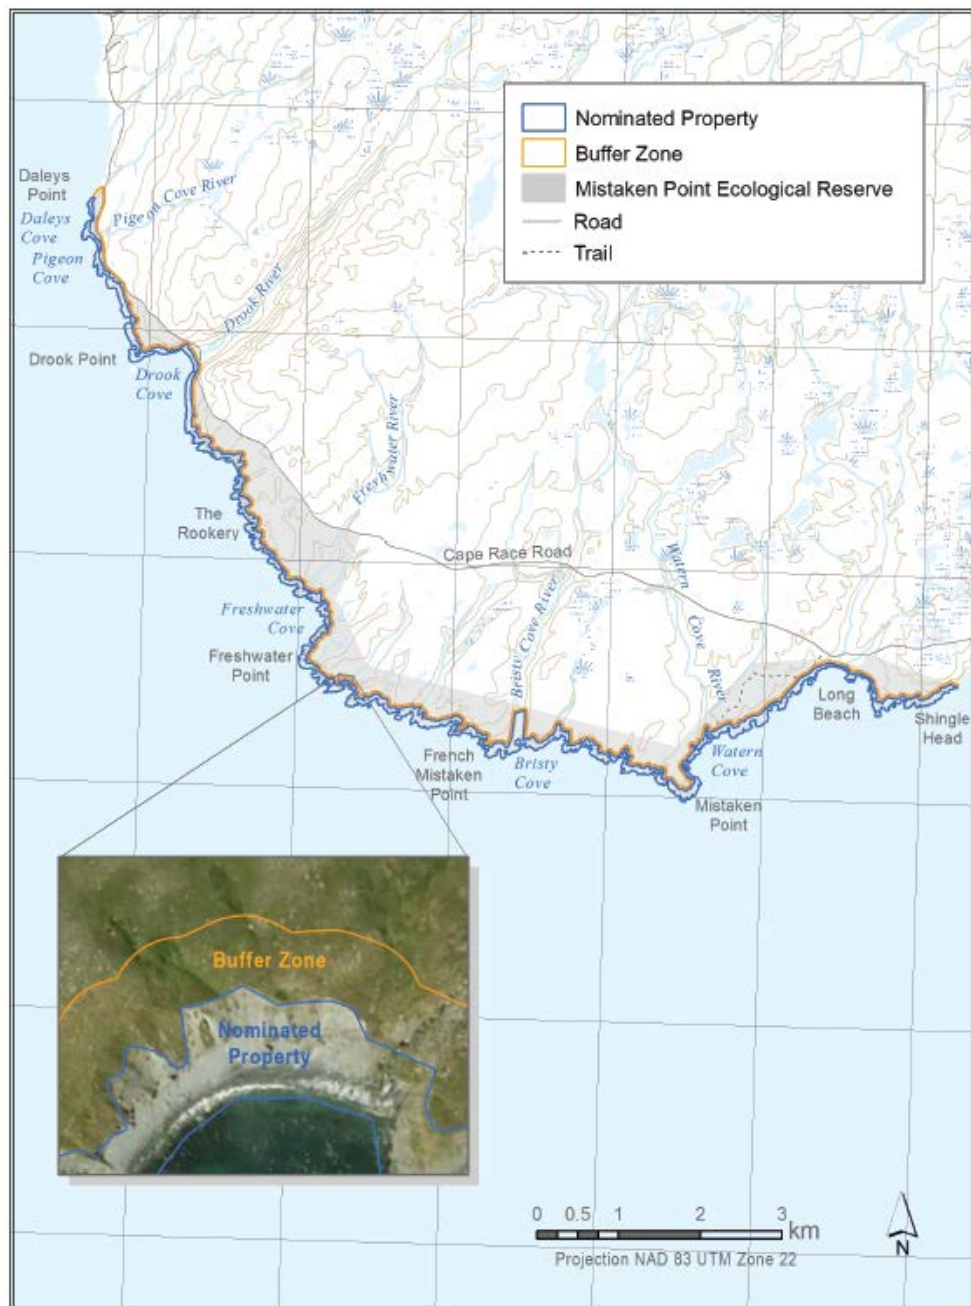 Nominated Property
Buffer Zone
Mistaken Point Ecological Reserve
Road
Trail
Daleys
Point
Daleys
Cove
Pigeon
Cove
Pigeon Cove River
Drook River
Drook Point
Drook
Cove
Freshwater River
The
Rookery
Cape Race Road
Freshwater
Cove
Freshwater
Point
Bristy Cove River
Watern Cove River
Long
Beach
Shingle
Head
French
Mistaken
Point
Bristy
Cove
Watern
Cove
Mistaken
Point
Buffer Zone
Nominated
Property
0 0.5 1 2 3
km
N
Projection NAD 83 UTM Zone 22